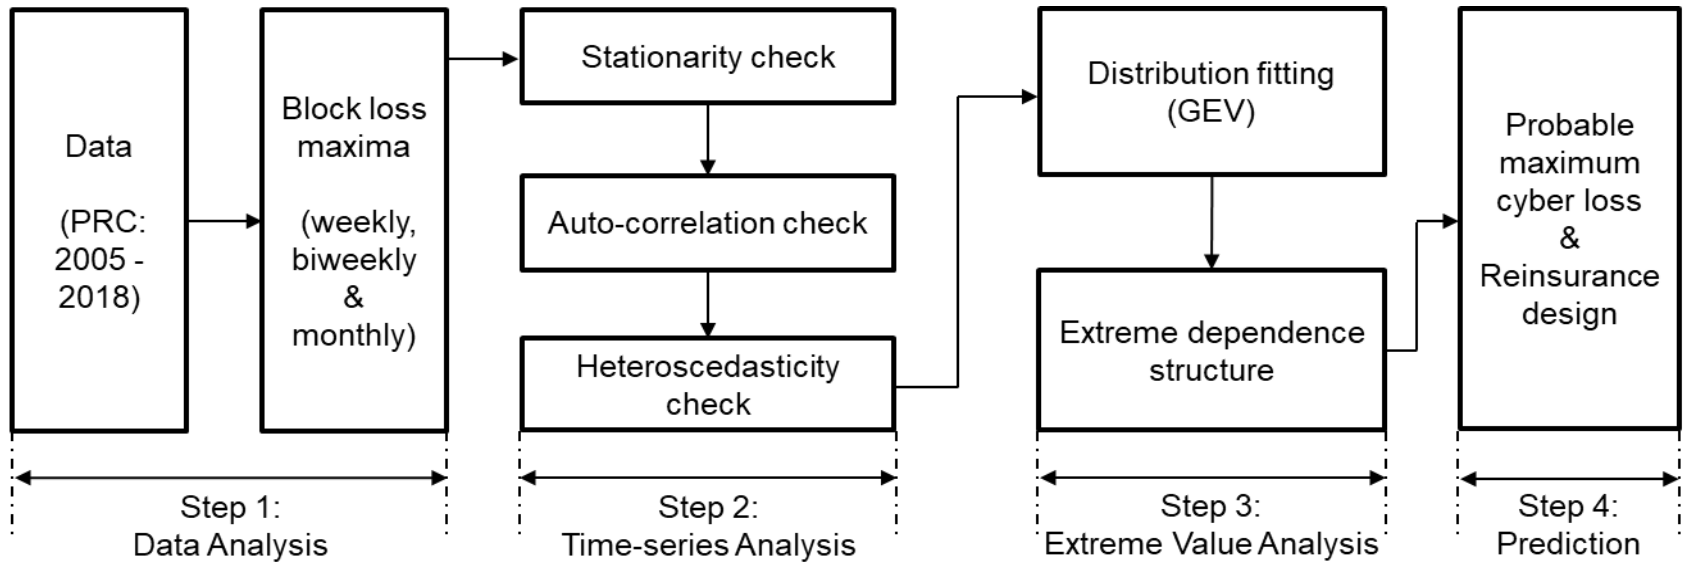 Data
(PRC:
2005 -
2018)
Block loss
maxima
(weekly,
biweekly
&
monthly)
Stationarity check
Auto-correlation check
Heteroscedasticity
check
Distribution fitting
(GEV)
Extreme dependence
structure
Probable
maximum
cyber loss
&
Reinsurance
design
Step 1:
Data Analysis
Step 2:
Time-series Analysis
Step 3:
Extreme Value Analysis
Step 4:
Prediction